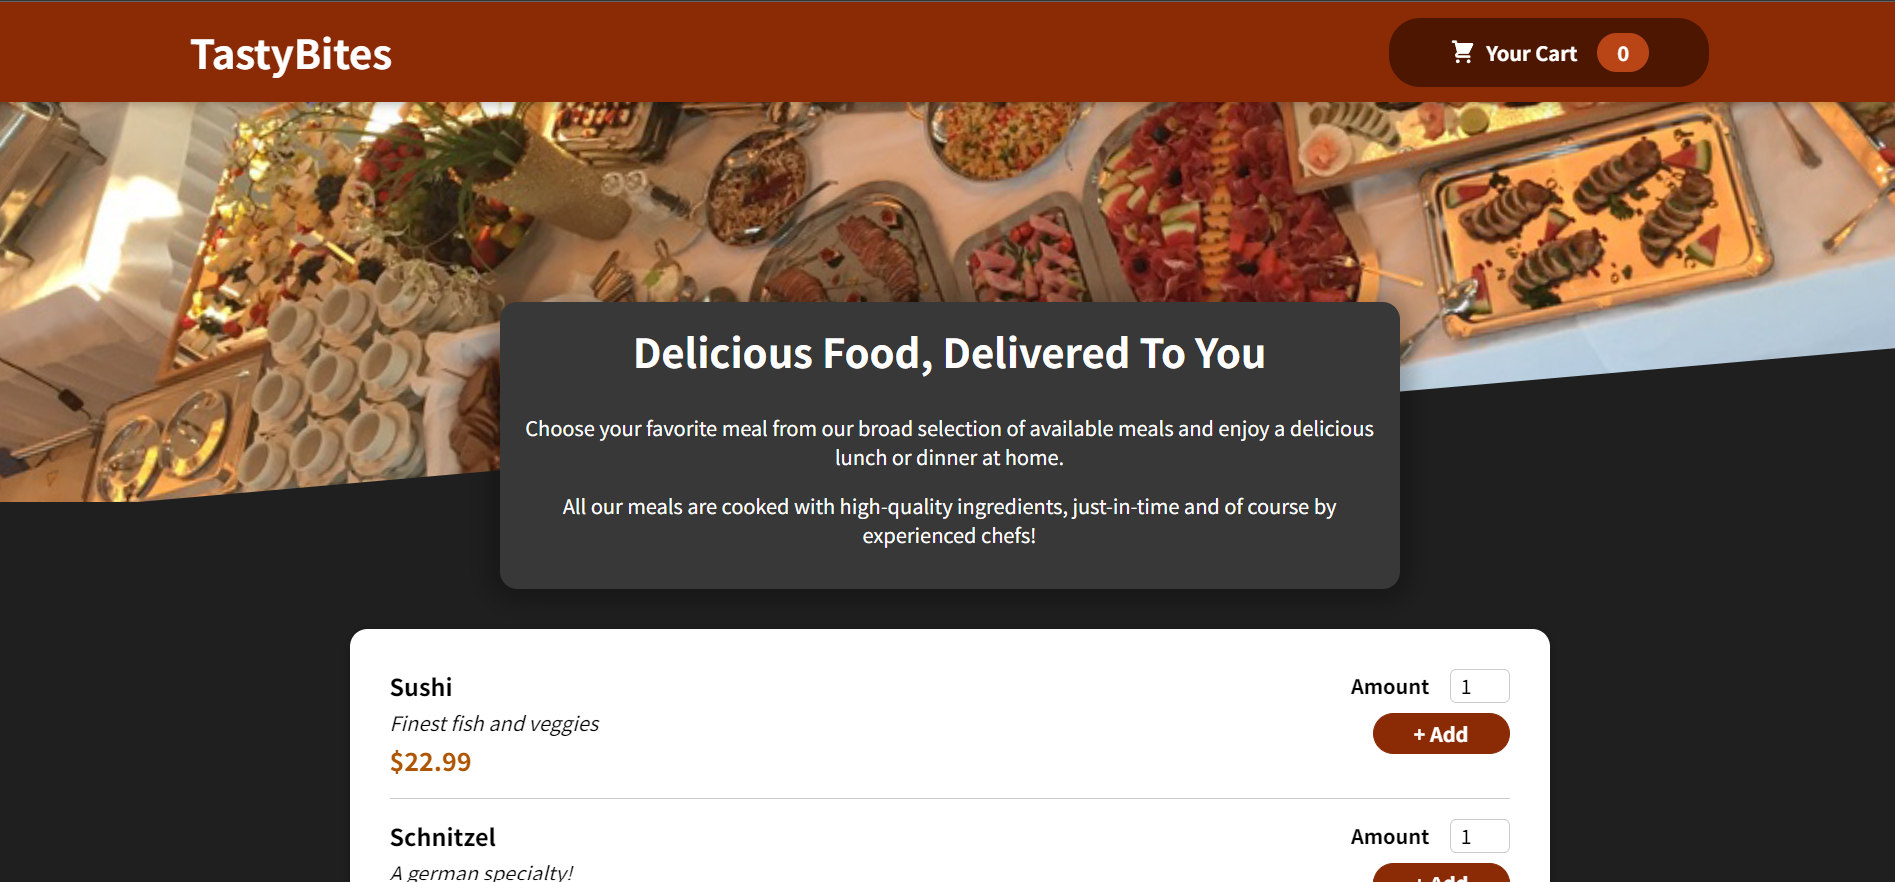 TastyBites
Your Cart 0
Delicious Food, Delivered To You
Choose your favorite meal from our broad selection of available meals and enjoy a delicious
lunch or dinner at home.
All our meals are cooked with high-quality ingredients, just-in-time and of course by
experienced chefs!
Sushi
Amount 1
Finest fish and veggies
+ Add
$22.99
Schnitzel
Amount 1
A german specialty!
+ Add